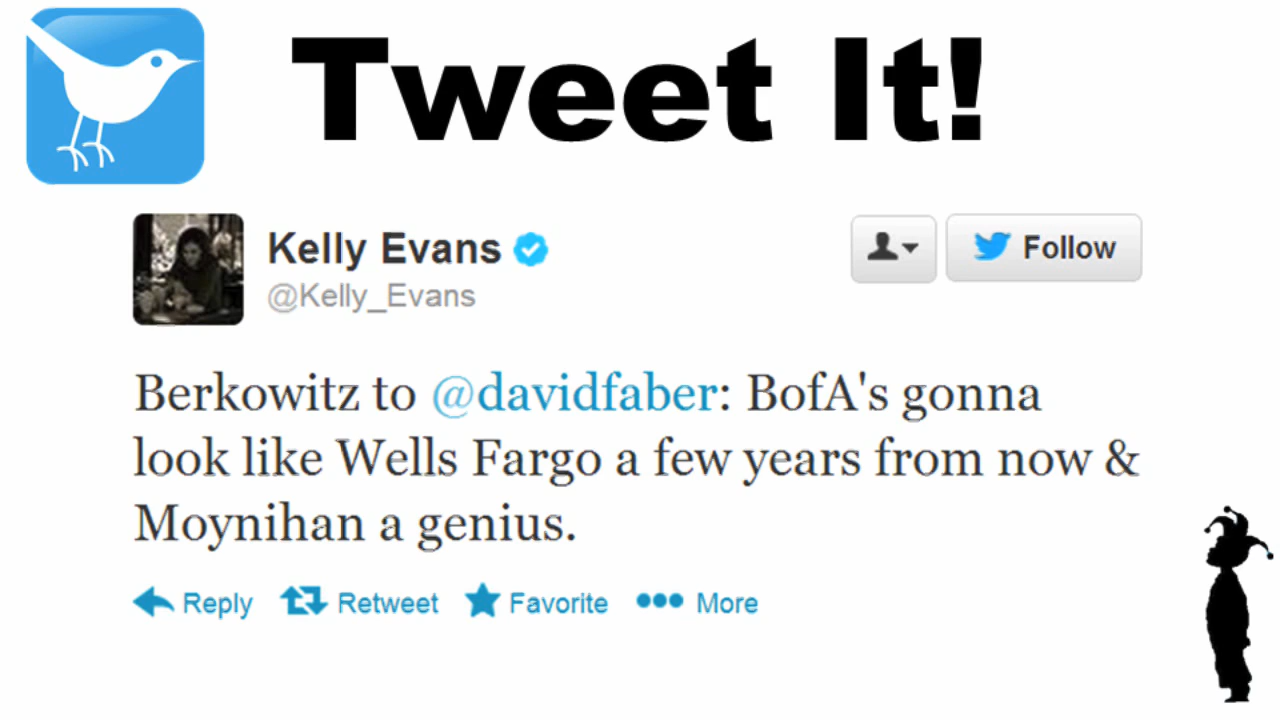 Tweet It!
Kelly Evans
@Kelly_Evans
Follow
Berkowitz to @davidfaber: BofA's gonna
look like Wells Fargo a few years from now &
Moynihan a genius.
Reply Retweet Favorite More